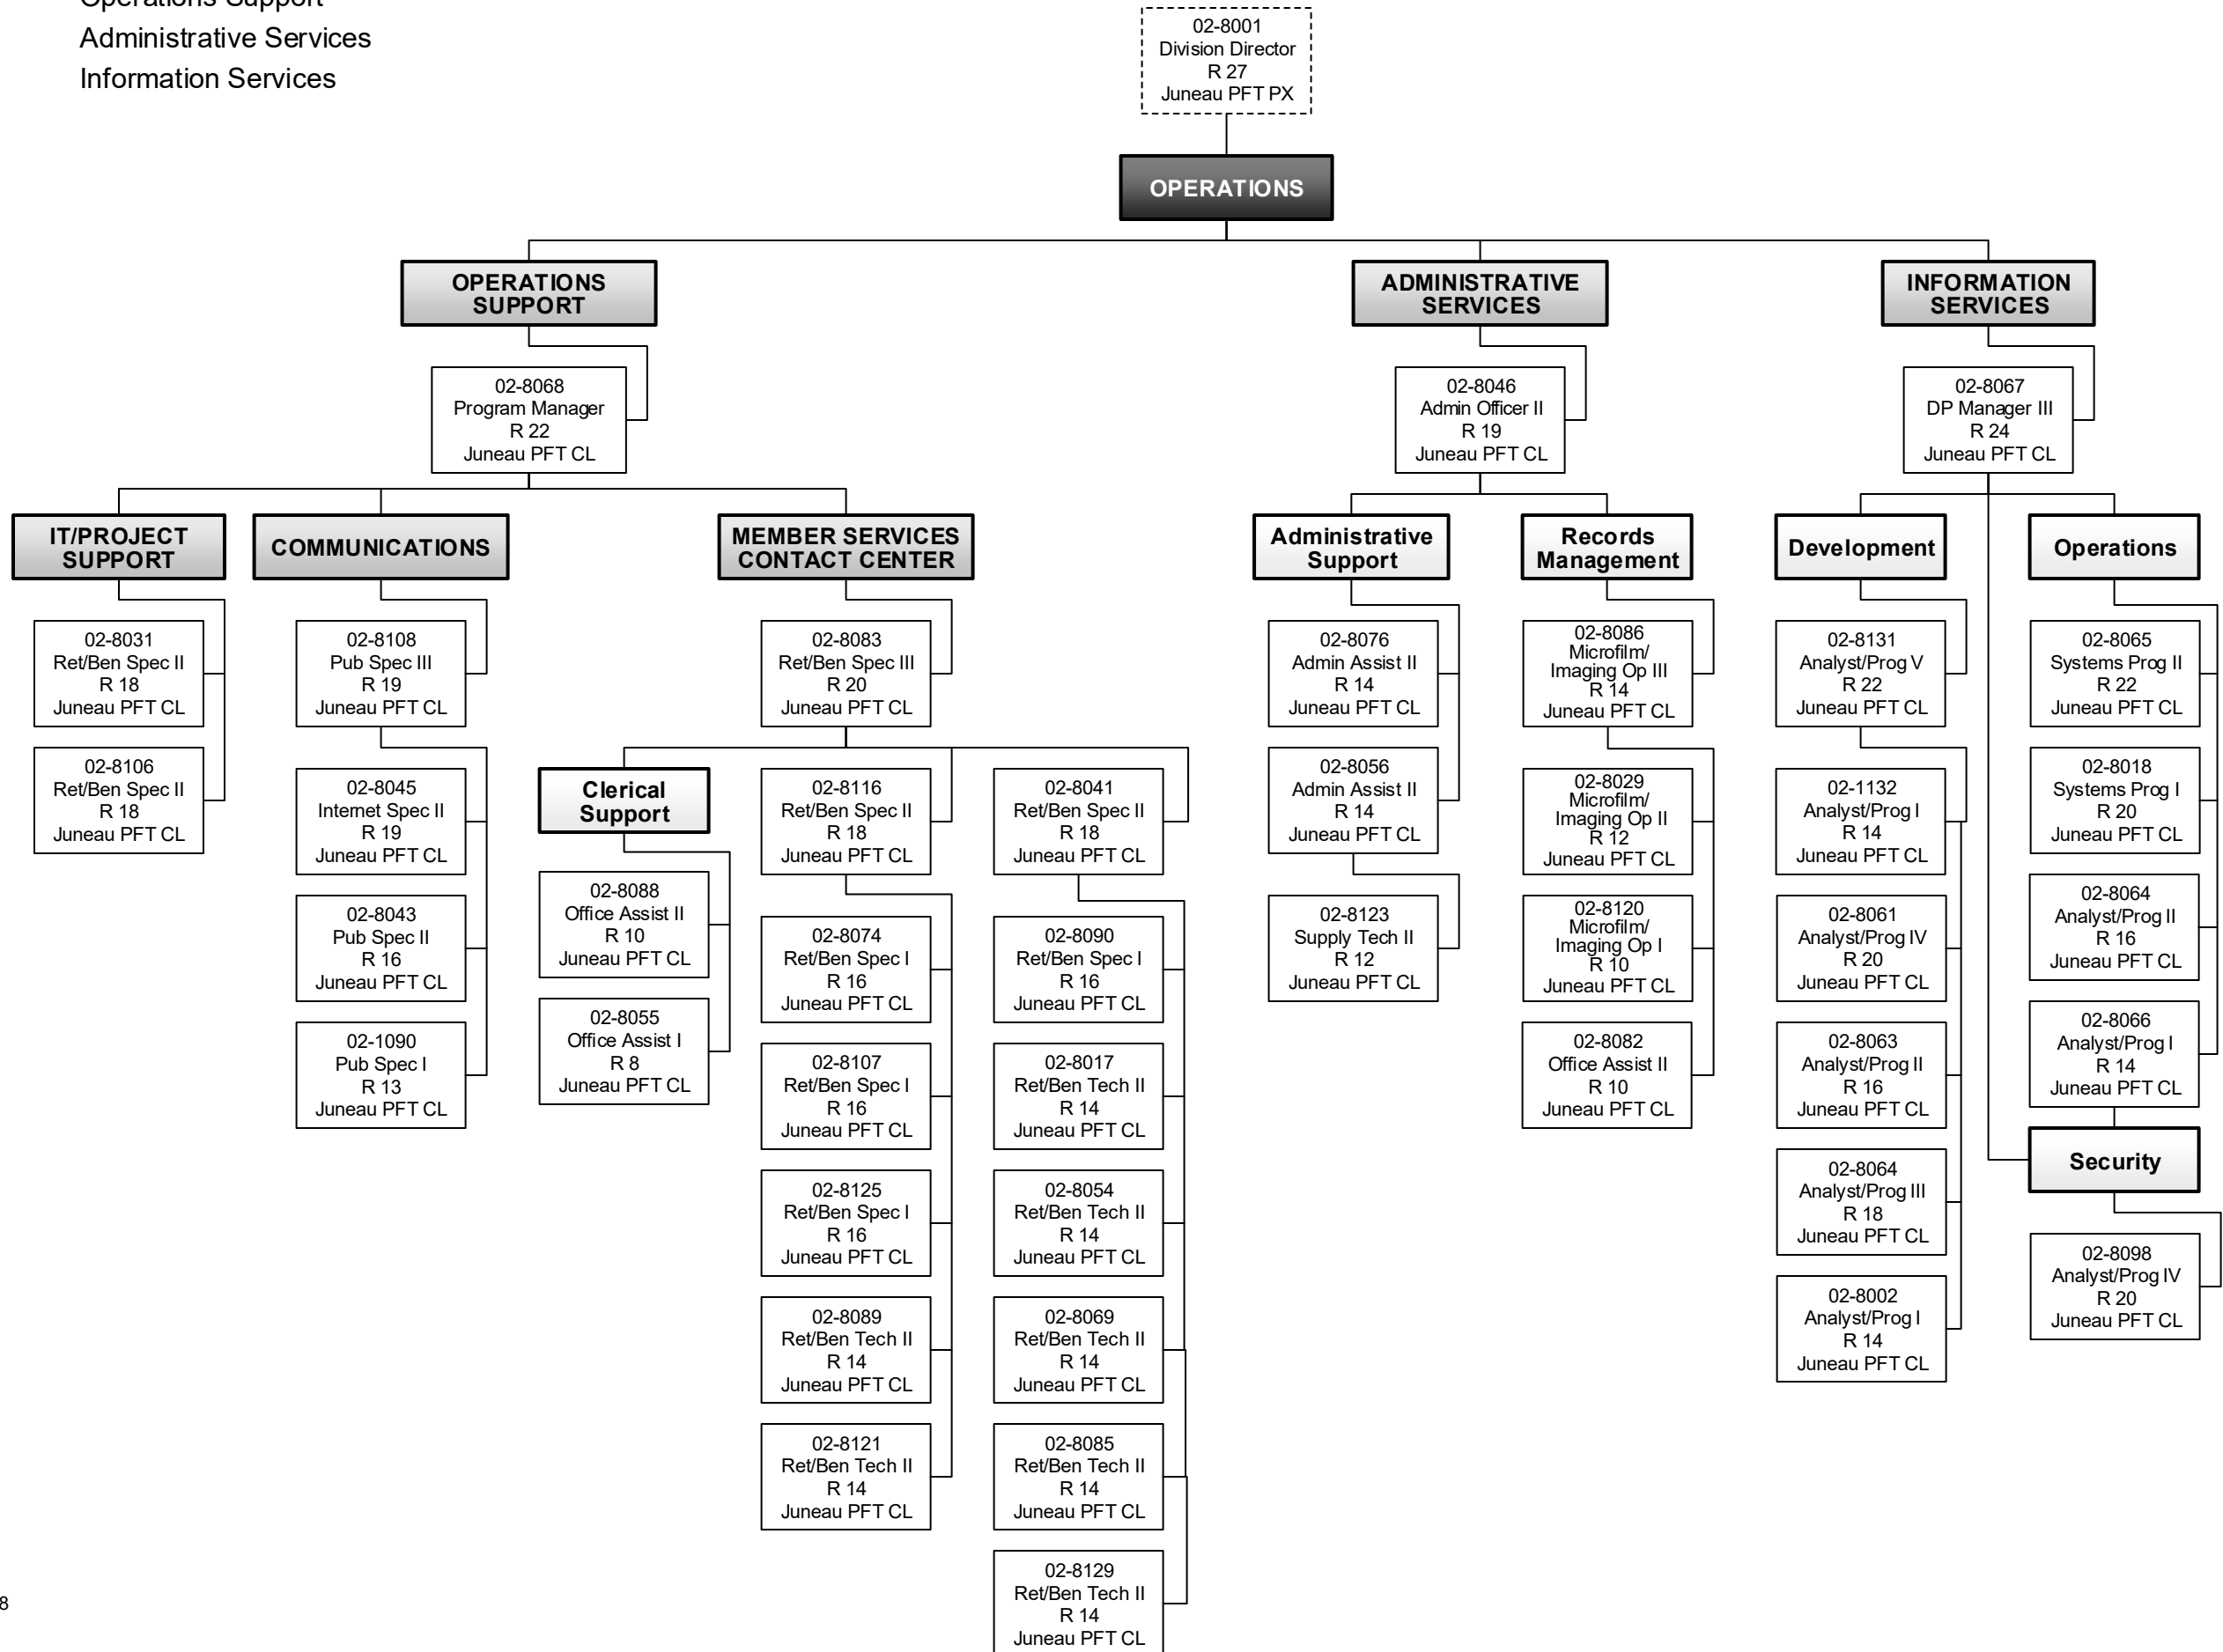 Operations Support
Administrative Services
Information Services
02-8001
Division Director
R 27
Juneau PFT PX
OPERATIONS
OPERATIONS
SUPPORT
ADMINISTRATIVE
SERVICES
INFORMATION
SERVICES
02-8068
Program Manager
R 22
Juneau PFT CL
02-8046
Admin Officer II
R 19
Juneau PFT CL
02-8067
DP Manager III
R 24
Juneau PFT CL
IT/PROJECT
SUPPORT
COMMUNICATIONS
MEMBER SERVICES
CONTACT CENTER
Administrative
Support
Records
Management
Development
Operations
02-8031
Ret/Ben Spec II
R 18
Juneau PFT CL
02-8106
Ret/Ben Spec II
R 18
Juneau PFT CL
02-8108
Pub Spec III
R 19
Juneau PFT CL
02-8045
Internet Spec II
R 19
Juneau PFT CL
02-8043
Pub Spec II
R 16
Juneau PFT CL
02-1090
Pub Spec I
R 13
Juneau PFT CL
02-8083
Ret/Ben Spec III
R 20
Juneau PFT CL
Clerical
Support
02-8088
Office Assist II
R 10
Juneau PFT CL
02-8055
Office Assist I
R 8
Juneau PFT CL
02-8116
Ret/Ben Spec II
R 18
Juneau PFT CL
02-8074
Ret/Ben Spec I
R 16
Juneau PFT CL
02-8107
Ret/Ben Spec I
R 16
Juneau PFT CL
02-8125
Ret/Ben Spec I
R 16
Juneau PFT CL
02-8089
Ret/Ben Tech II
R 14
Juneau PFT CL
02-8121
Ret/Ben Tech II
R 14
Juneau PFT CL
02-8041
Ret/Ben Spec II
R 18
Juneau PFT CL
02-8090
Ret/Ben Spec I
R 16
Juneau PFT CL
02-8017
Ret/Ben Tech II
R 14
Juneau PFT CL
02-8054
Ret/Ben Tech II
R 14
Juneau PFT CL
02-8069
Ret/Ben Tech II
R 14
Juneau PFT CL
02-8085
Ret/Ben Tech II
R 14
Juneau PFT CL
02-8129
Ret/Ben Tech II
R 14
Juneau PFT CL
02-8076
Admin Assist II
R 14
Juneau PFT CL
02-8056
Admin Assist II
R 14
Juneau PFT CL
02-8123
Supply Tech II
R 12
Juneau PFT CL
02-8086
Microfilm/
Imaging Op III
R 14
Juneau PFT CL
02-8029
Microfilm/
Imaging Op II
R 12
Juneau PFT CL
02-8120
Microfilm/
Imaging Op I
R 10
Juneau PFT CL
02-8082
Office Assist II
R 10
Juneau PFT CL
02-8131
Analyst/Prog V
R 22
Juneau PFT CL
02-1132
Analyst/Prog I
R 14
Juneau PFT CL
02-8061
Analyst/Prog IV
R 20
Juneau PFT CL
02-8063
Analyst/Prog II
R 16
Juneau PFT CL
02-8064
Analyst/Prog III
R 18
Juneau PFT CL
02-8002
Analyst/Prog I
R 14
Juneau PFT CL
02-8065
Systems Prog II
R 22
Juneau PFT CL
02-8018
Systems Prog I
R 20
Juneau PFT CL
02-8064
Analyst/Prog II
R 16
Juneau PFT CL
02-8066
Analyst/Prog I
R 14
Juneau PFT CL
Security
02-8098
Analyst/Prog IV
R 20
Juneau PFT CL
8